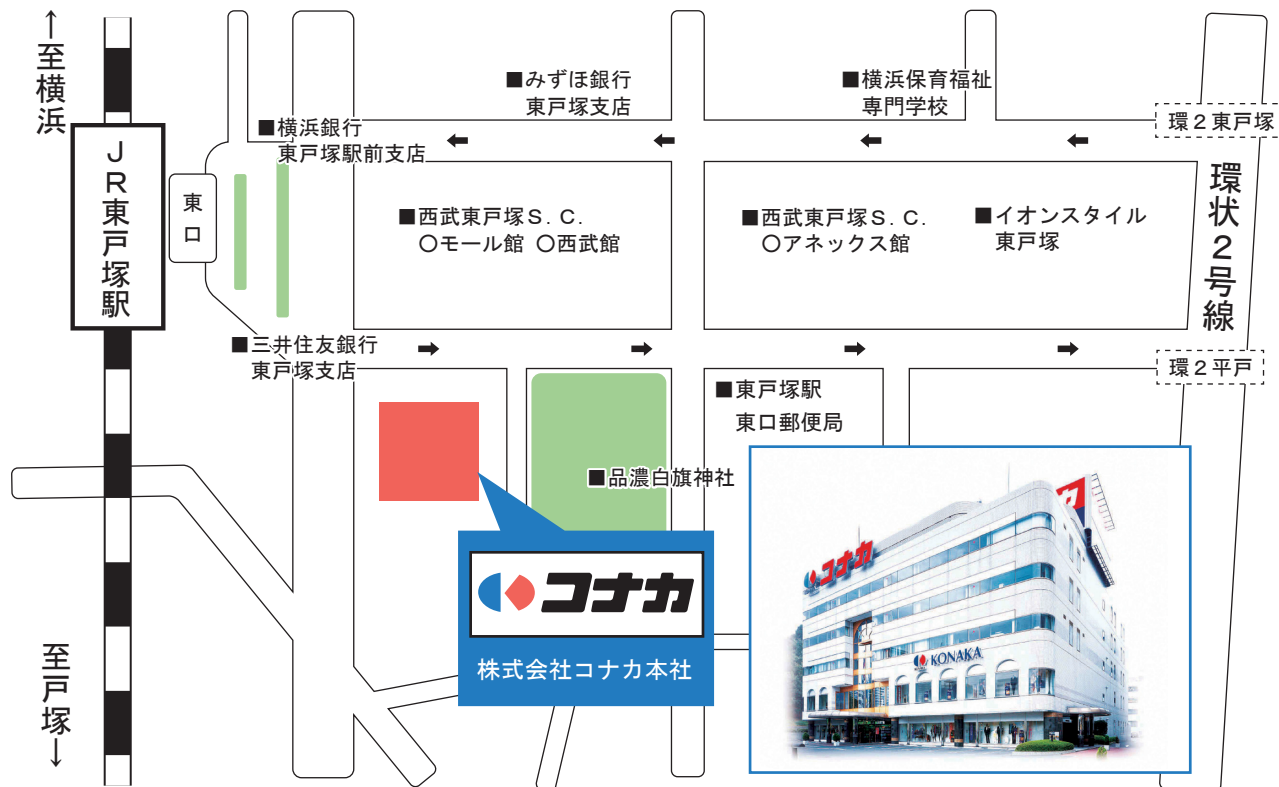 ↑至横浜
JR東戸塚駅
東口
至戸塚↓
■横浜銀行
東戸塚駅前支店
■みずほ銀行
東戸塚支店
■横浜保育福祉
専門学校
環2東戸塚
■西武東戸塚S.C.
○モール館 ○西武館
■西武東戸塚S.C.
○アネックス館
■イオンスタイル
東戸塚
環状2号線
■三井住友銀行
東戸塚支店
環2平戸
■東戸塚駅
東口郵便局
■品濃白旗神社
コナカ
株式会社コナカ本社
コナカ
カ
KONAKA